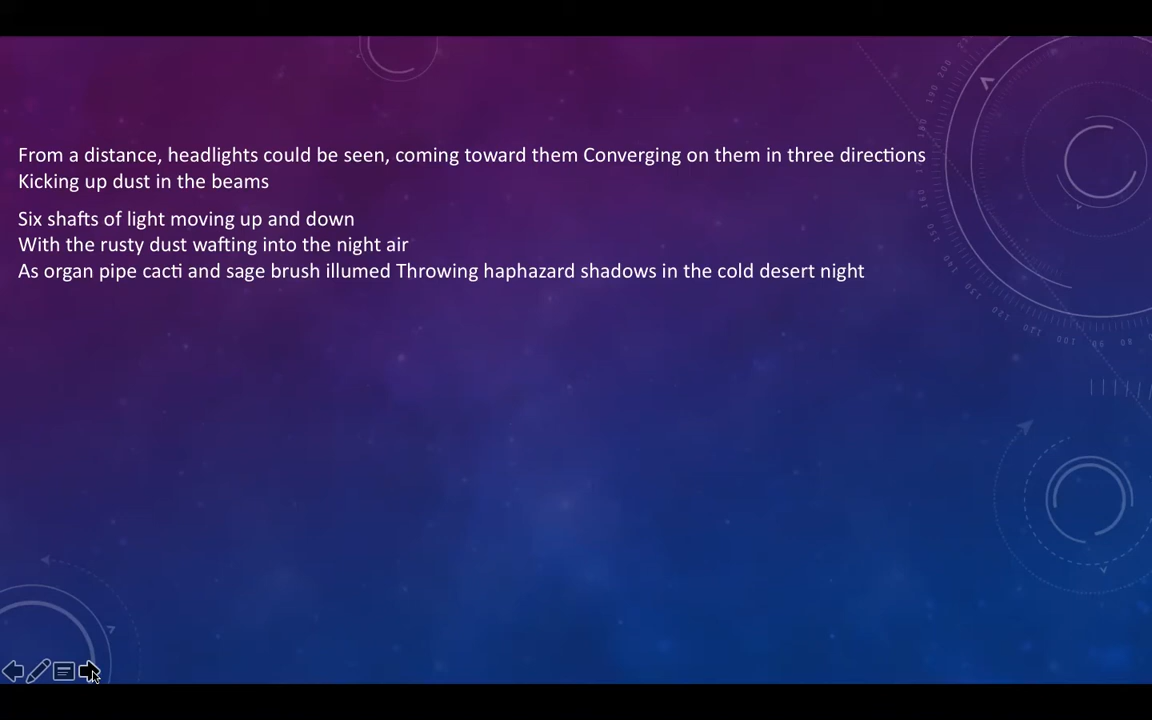 From a distance, headlights could be seen, coming toward them Converging on them in three directions
Kicking up dust in the beams
Six shafts of light moving up and down
With the rusty dust wafting into the night air
As organ pipe cacti and sage brush illumed Throwing haphazard shadows in the cold desert night